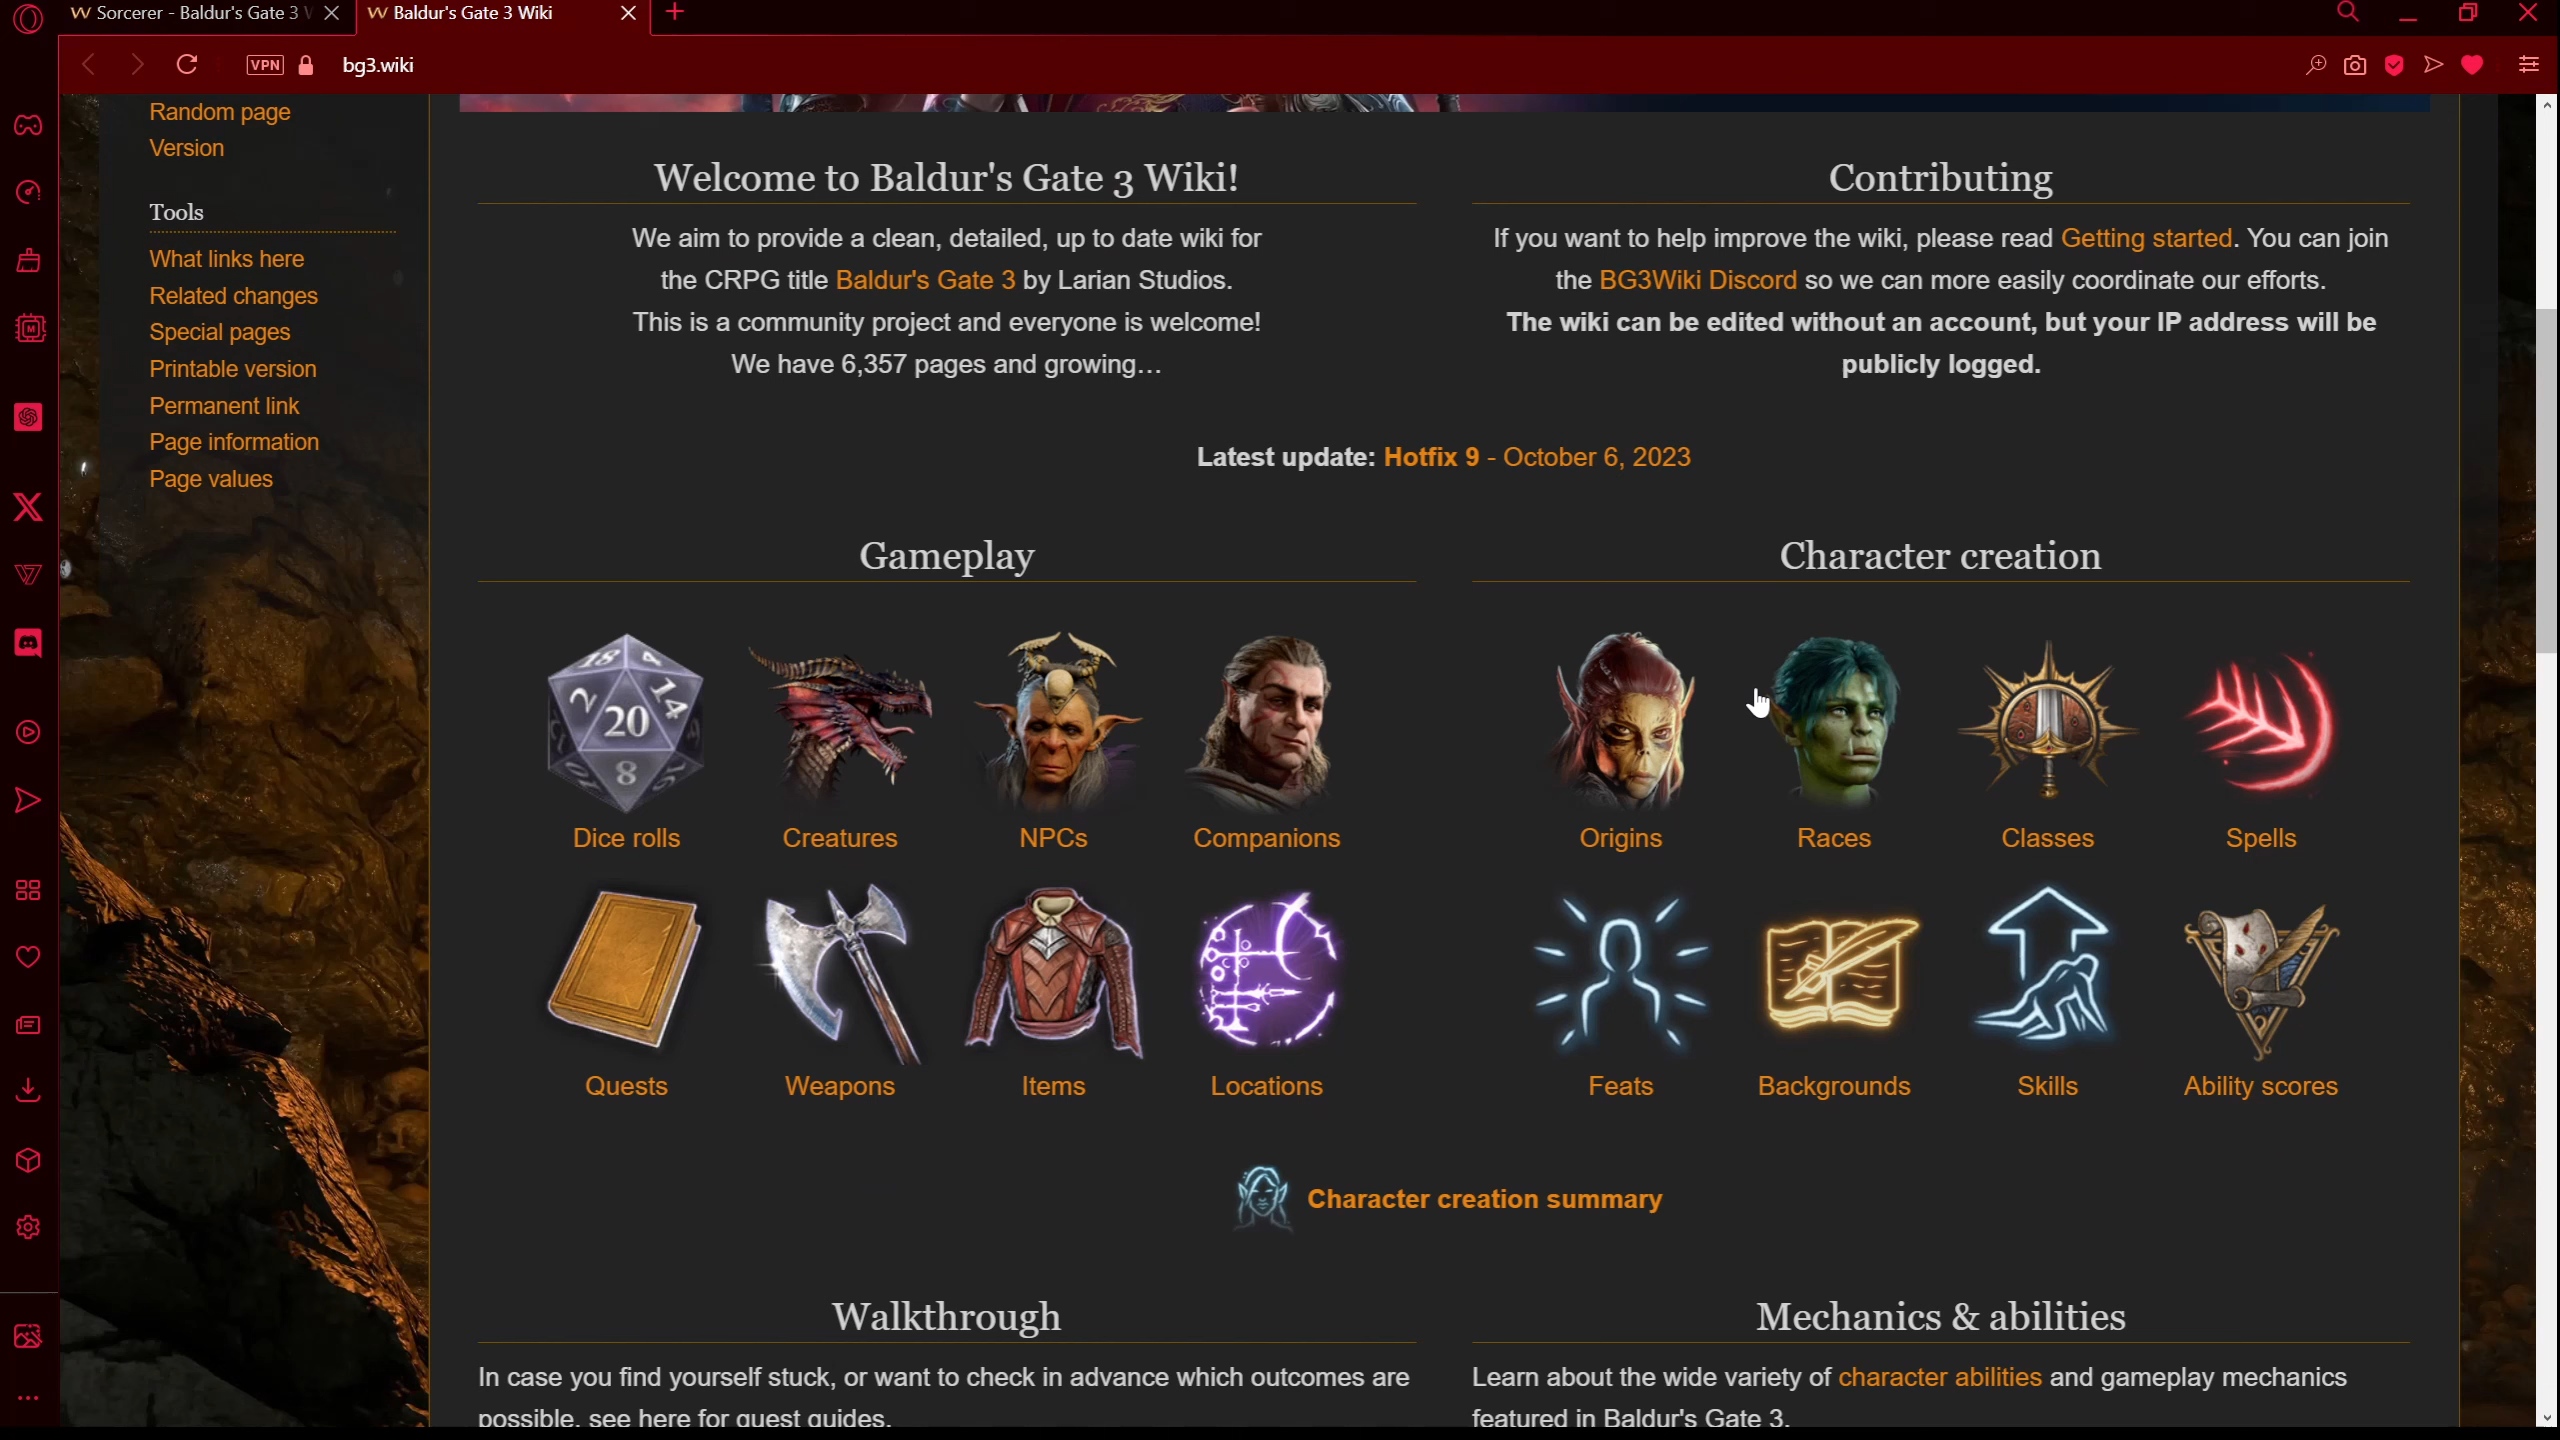 Sorcerer - Baldur's Gate 3
Baldur's Gate 3 Wiki
VPN
bg3.wiki
Random page
Version
Tools
What links here
Related changes
Special pages
Printable version
Permanent link
Page information
Page values
Welcome to Baldur's Gate 3 Wiki!
We aim to provide a clean, detailed, up to date wiki for
the CRPG title Baldur's Gate 3 by Larian Studios.
This is a community project and everyone is welcome!
We have 6,357 pages and growing…
Contributing
If you want to help improve the wiki, please read Getting started. You can join
the BG3Wiki Discord so we can more easily coordinate our efforts.
The wiki can be edited without an account, but your IP address will be
publicly logged.
Latest update: Hotfix 9 - October 6, 2023
Gameplay
18 4
2 14
20
8
Dice rolls Creatures NPCs Companions
Quests Weapons Items Locations
Character creation
Origins Races Classes Spells
Feats Backgrounds Skills Ability scores
Character creation summary
Walkthrough
In case you find yourself stuck, or want to check in advance which outcomes are
possible, see here for quest guides.
Mechanics & abilities
Learn about the wide variety of character abilities and gameplay mechanics
featured in Baldur's Gate 3.